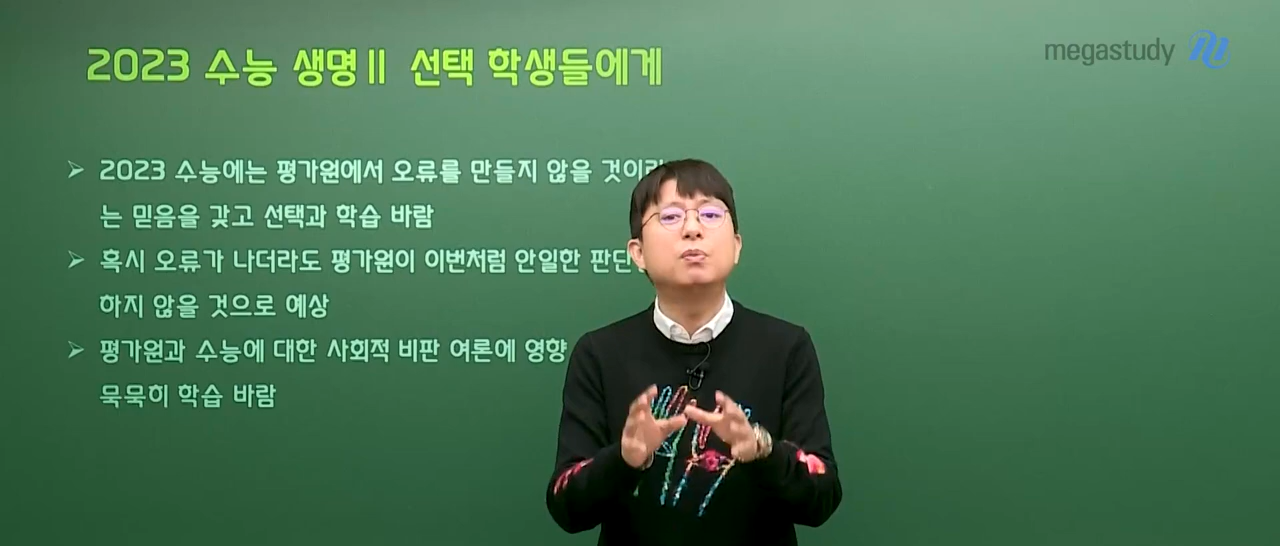 2023 수능 생명Ⅱ 선택 학생들에게
megastudy
2023 수능에는 평가원에서 오류를 만들지 않을
는 믿음을 갖고 선택과 학습 바람
혹시 오류가 나더라도 평가원이 이번처럼 안일한 판단
하지 않을 것으로 예상
평가원과 수능에 대한 사회적 비판 여론에 영향
묵묵히 학습 바람